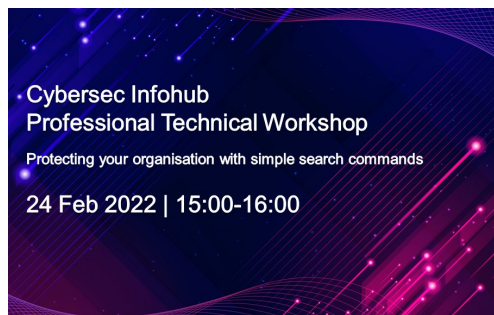 Cybersec Infohub
Professional Technical Workshop
Protecting your organisation with simple search commands
24 Feb 2022 | 15:00-16:00